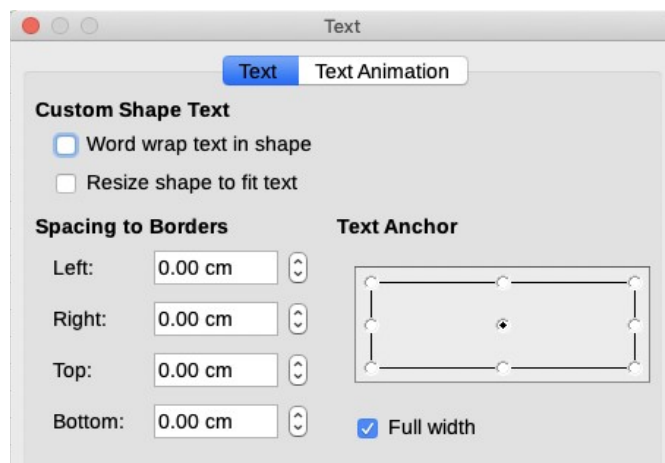 Text
Text Text Animation
Custom Shape Text
Word wrap text in shape
Resize shape to fit text
Spacing to Borders
Left: 0.00 cm
Right: 0.00 cm
Top: 0.00 cm
Bottom: 0.00 cm
Text Anchor
Full width